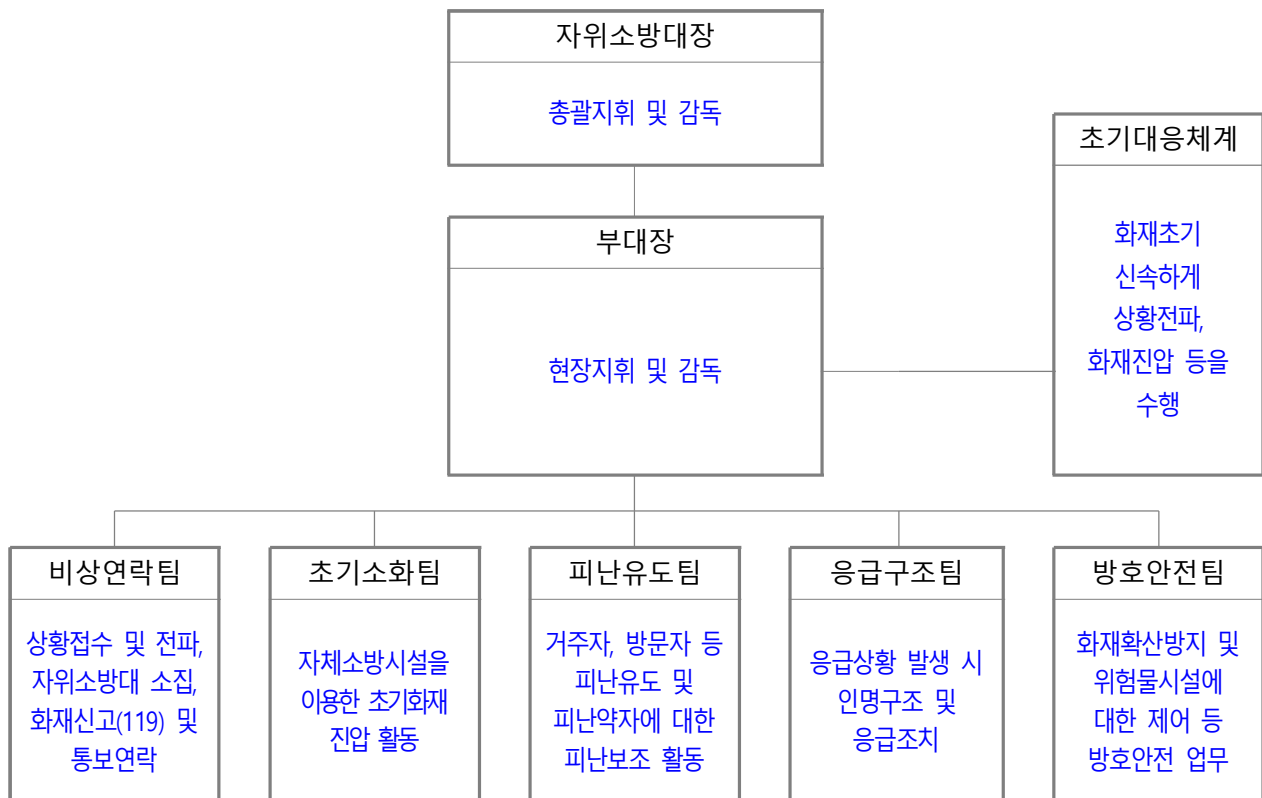 자위소방대장
총괄지휘 및 감독
초기대응체계
화재초기
신속하게
상황전파,
화재진압 등을
수행
부대장
현장지휘 및 감독
비상연락팀
상황접수 및 전파,
자위소방대 소집,
화재신고(119) 및
통보연락
초기소화팀
자체소방시설을
이용한 초기화재
진압 활동
피난유도팀
거주자, 방문자 등
피난유도 및
피난약자에 대한
피난보조 활동
응급구조팀
응급상황 발생 시
인명구조 및
응급조치
방호안전팀
화재확산방지 및
위험물시설에
대한 제어 등
방호안전 업무